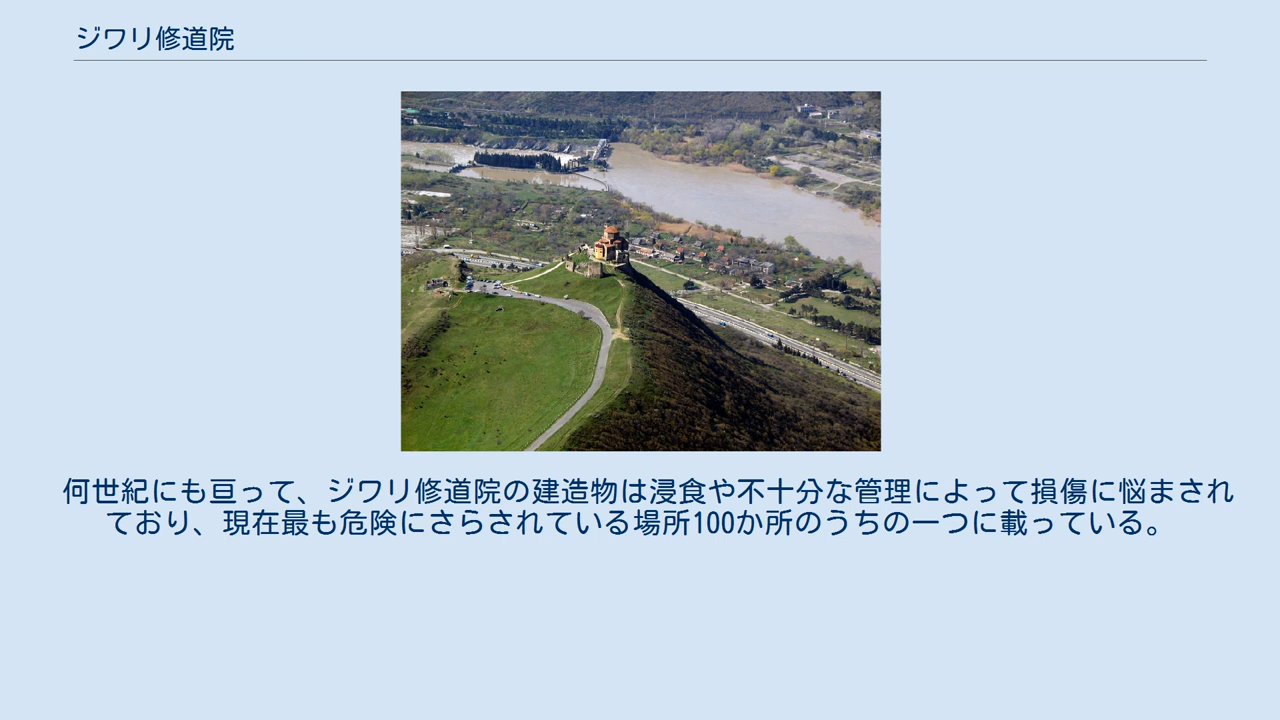 ジワリ修道院
何世紀にも亘って、ジワリ修道院の建造物は浸食や不十分な管理によって損傷に悩まされ
ており、現在最も危険にさらされている場所100か所のうちの一つに載っている。